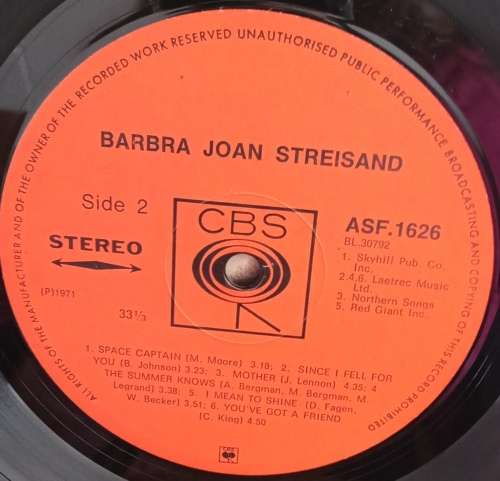 ALL RIGHTS OF THE MANUFACTURER AND OF THE OWNER OF THE RECORDED WORK RESERVED UNAUTHORISED PUBLIC PERFORMANCE BROADCASTING AND COPYING OF THIS RECORD PROHIBITED
BARBRA JOAN STREISAND
Side 2
CBS
ASF.1626
BL.30792
STEREO
1. Skyhill Pub. Co. Inc.
2.4.6. Laetrec Music Ltd.
3. Northern Songs
5. Red Giant Inc.
(P)1971
33⅓
1. SPACE CAPTAIN (M. Moore) 3.18; 2. SINCE I FELL FOR
YOU (B. Johnson) 3.23; 3. MOTHER (J. Lennon) 4.35; 4
THE SUMMER KNOWS (A. Bergman, M. Bergman, M.
Legrand) 3.38; 5. I MEAN TO SHINE (D. Fagen,
W. Becker) 3.51; 6. YOU'VE GOT A FRIEND
(C. King) 4.50
CBS